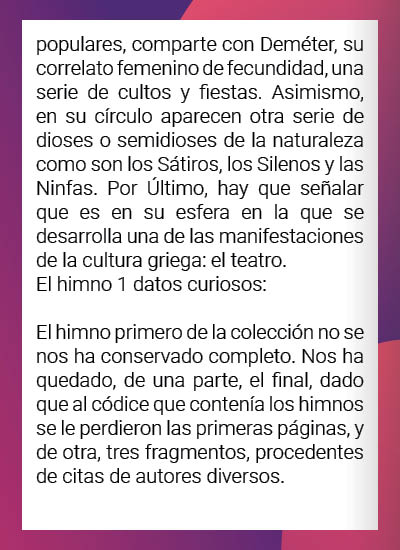 populares, comparte con Deméter, su
correlato femenino de fecundidad, una
serie de cultos y fiestas. Asimismo,
en su círculo aparecen otra serie de
dioses o semidioses de la naturaleza
como son los Sátiros, los Silenos y las
Ninfas. Por Último, hay que señalar
que es en su esfera en la que se
desarrolla una de las manifestaciones
de la cultura griega: el teatro.
El himno 1 datos curiosos:
El himno primero de la colección no se
nos ha conservado completo. Nos ha
quedado, de una parte, el final, dado
que al códice que contenía los himnos
se le perdieron las primeras páginas, y
de otra, tres fragmentos, procedentes
de citas de autores diversos.